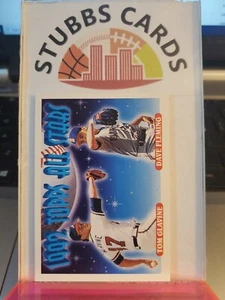 STUBBS CARDS
1993 TOPPS ALL-STARS
DAVE FLEMING
TOM GLAVINE